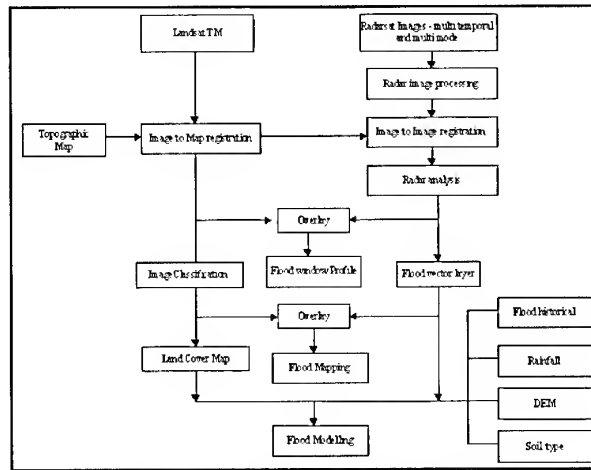 Landsat TM
Radarsat Images - multi temporal
and multi mode
Radar image processing
Topographic
Map
Image to Map registration
Image to Image registration
Radar analysis
Overlay
Image Classification
Flood window Profile
Flood vector layer
Overlay
Flood historical
Land Cover Map
Flood Mapping
Rainfall
DEM
Flood Modelling
Soil type